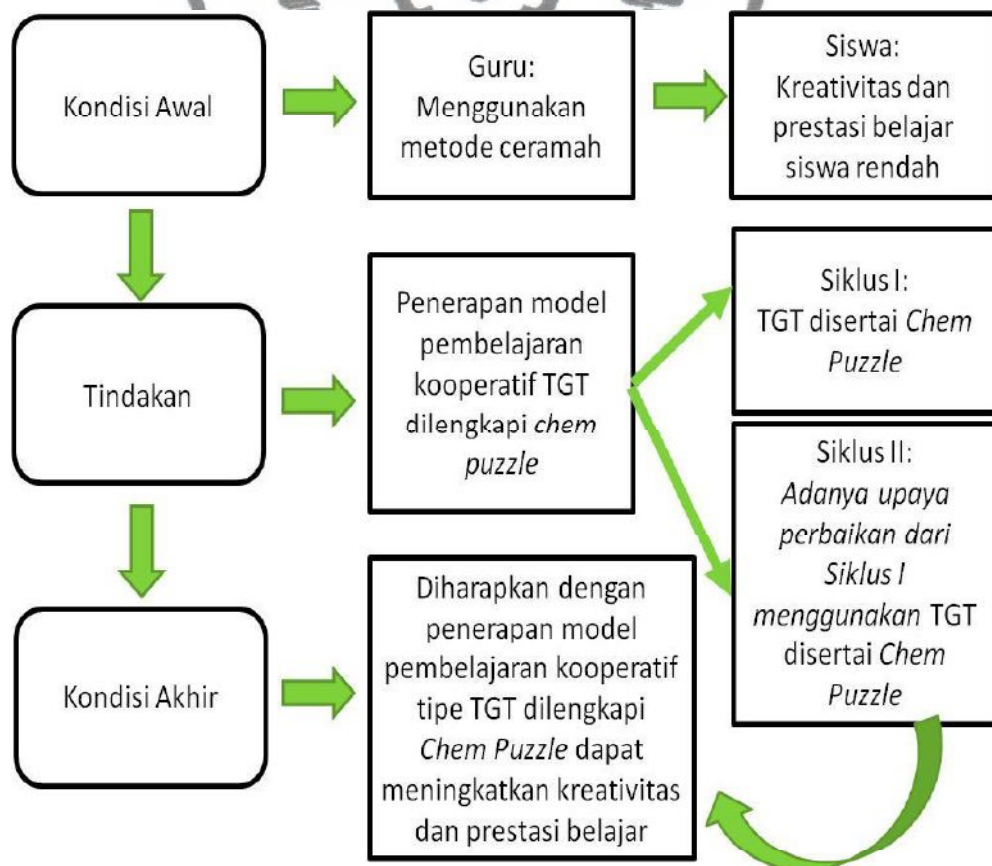 Kondisi Awal
Guru:
Menggunakan
metode ceramah
Siswa:
Kreativitas dan
prestasi belajar
siswa rendah
Tindakan
Penerapan model
pembelajaran
kooperatif TGT
dilengkapi chem
puzzle
Siklus I:
TGT disertai Chem
Puzzle
Siklus II:
Adanya upaya
perbaikan dari
Siklus I
menggunakan TGT
disertai Chem
Puzzle
Kondisi Akhir
Diharapkan dengan
penerapan model
pembelajaran kooperatif
tipe TGT dilengkapi
Chem Puzzle dapat
meningkatkan kreativitas
dan prestasi belajar